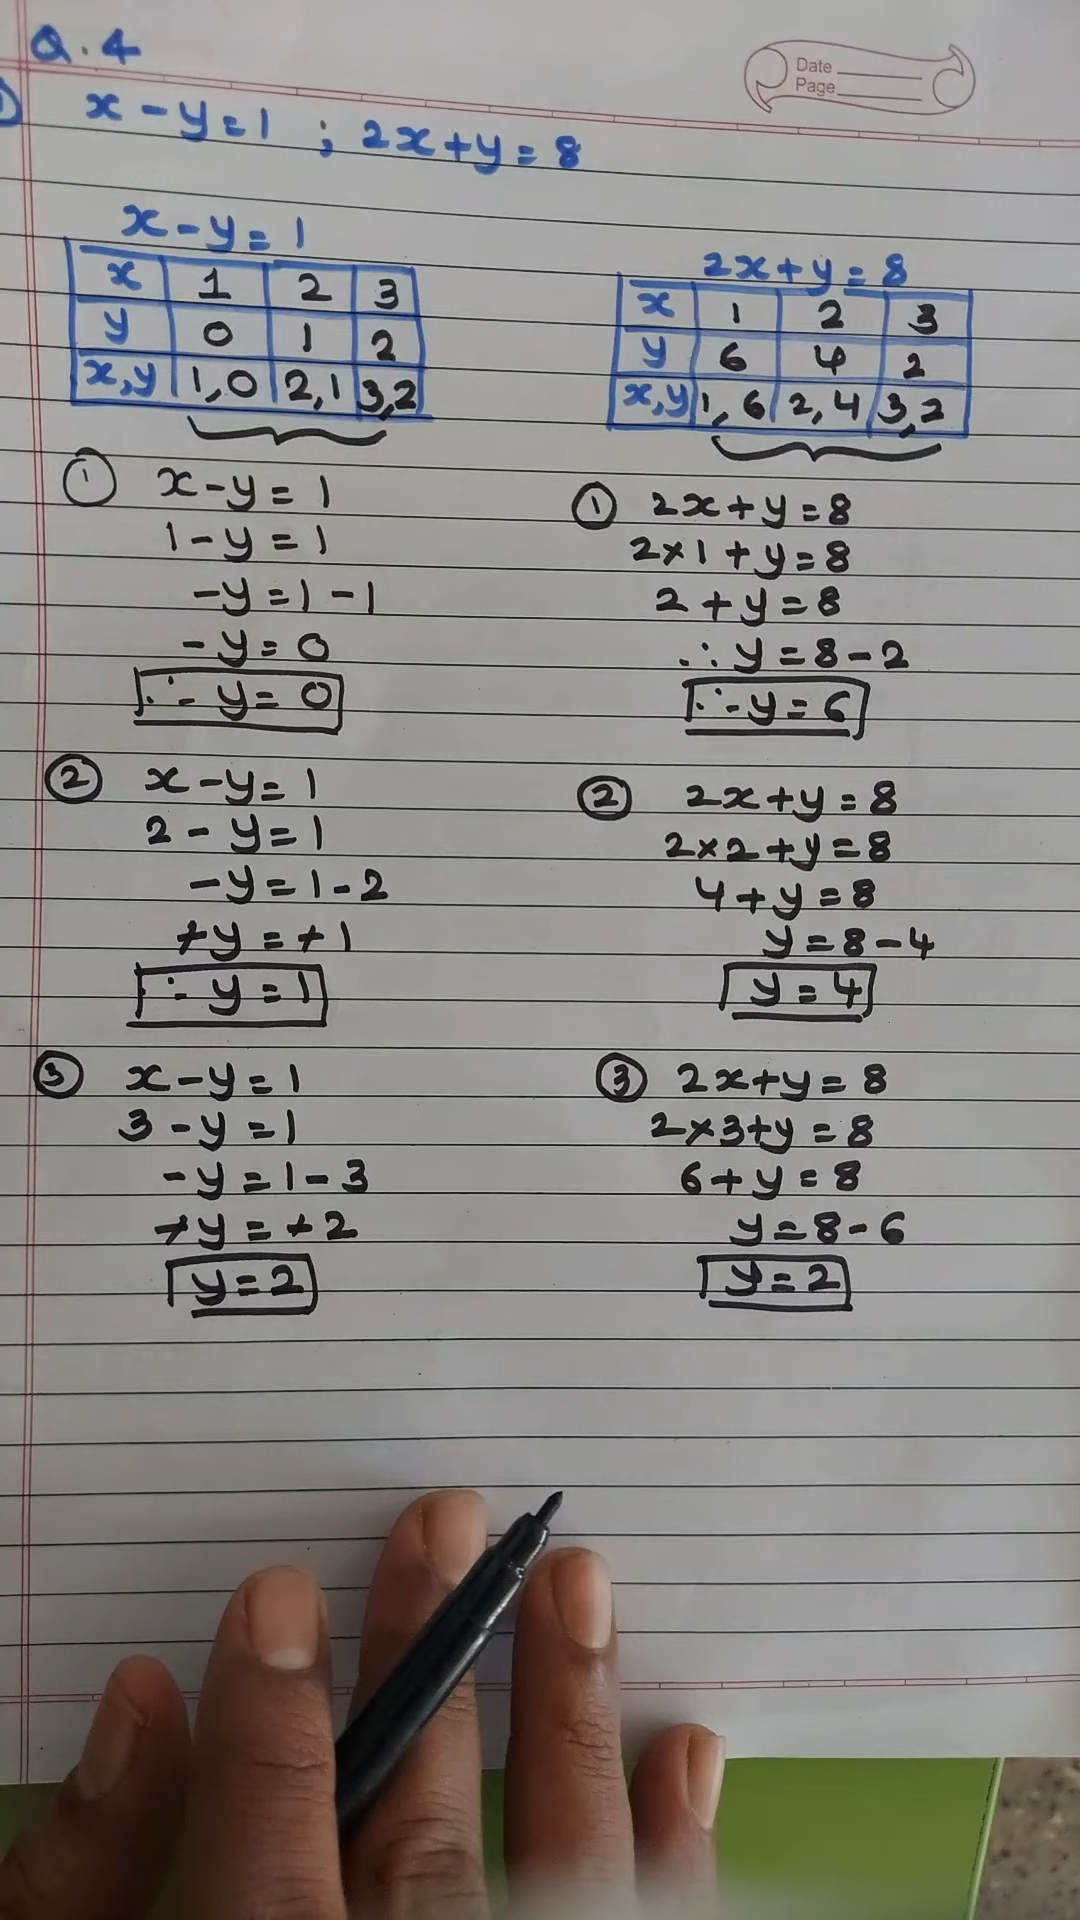 Q. 4
Date
Page
x - y = 1 ; 2x + y = 8
x - y = 1
x 1 2 3
y 0 1 2
x,y 1,0 2,1 3,2
2x + y = 8
x 1 2 3
y 6 4 2
x,y 1,6 2,4 3,2
① x - y = 1
1 - y = 1
- y = 1 - 1
- y = 0
∴ y = 0
② x - y = 1
2 - y = 1
- y = 1 - 2
+ y = + 1
∴ y = 1
③ x - y = 1
3 - y = 1
- y = 1 - 3
+ y = + 2
y = 2
① 2x + y = 8
2 × 1 + y = 8
2 + y = 8
∴ y = 8 - 2
∴ y = 6
② 2x + y = 8
2 × 2 + y = 8
4 + y = 8
y = 8 - 4
y = 4
③ 2x + y = 8
2 × 3 + y = 8
6 + y = 8
y = 8 - 6
y = 2